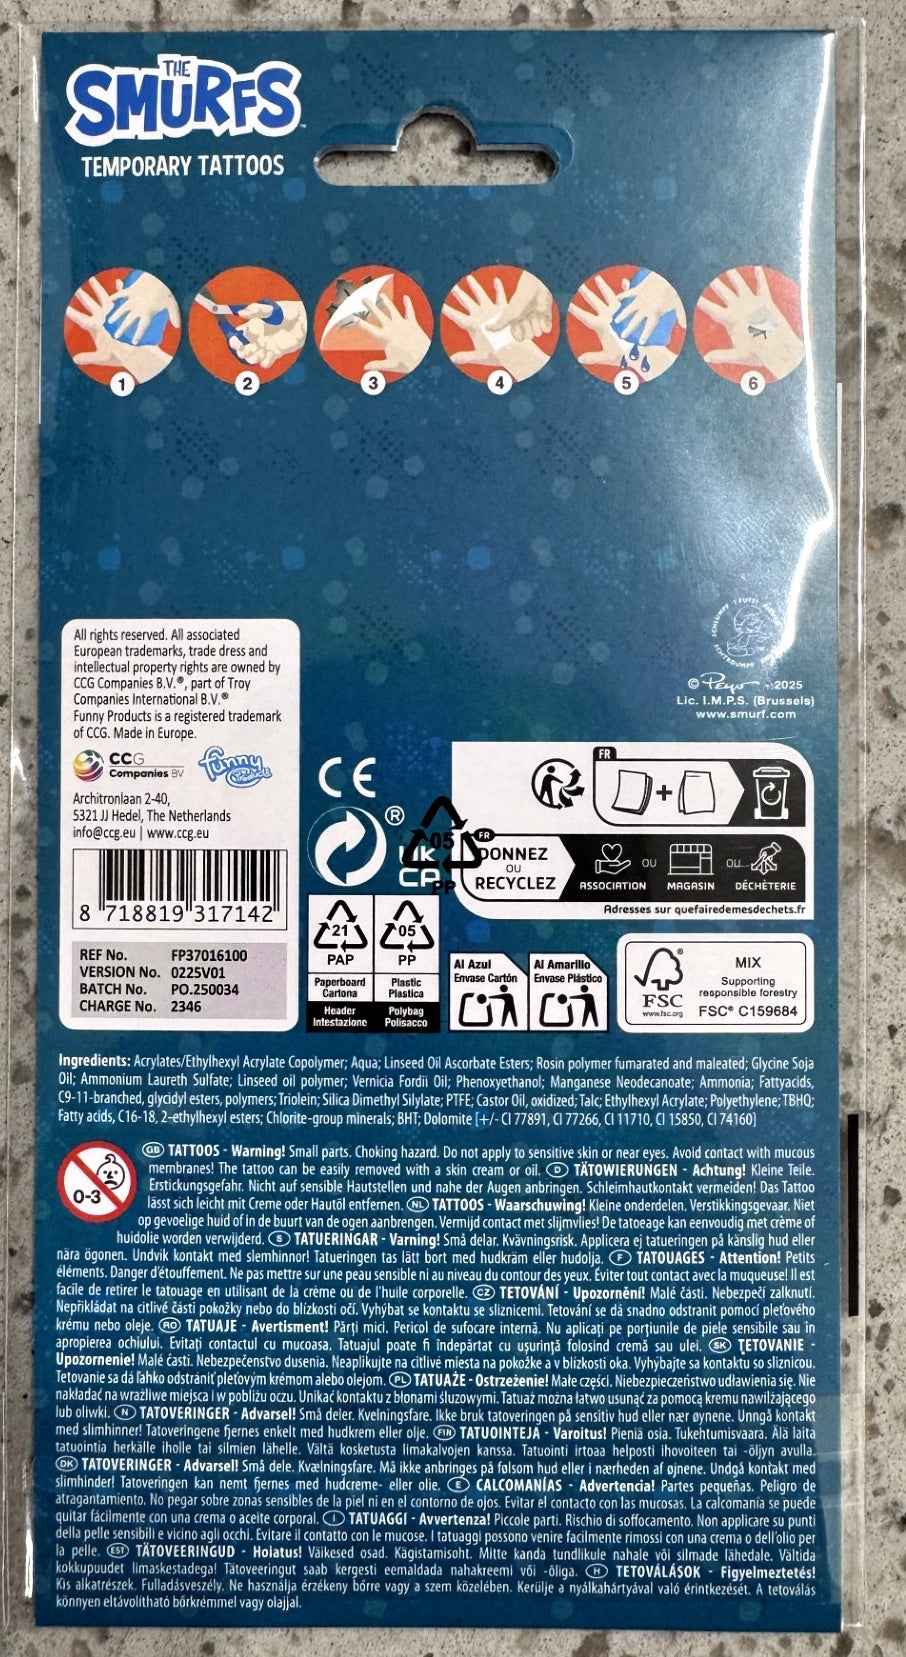 THE
SMURFS
TEMPORARY TATTOOS
1 2 3 4 5 6
All rights reserved. All associated
European trademarks, trade dress and
intellectual property rights are owned by
CCG Companies B.V.®, part of Troy
Companies International B.V.®
Funny Products is a registered trademark
of CCG. Made in Europe.
CCG
Companies BV
funny
Products
Architronlaan 2-40,
5321 JJ Hedel, The Netherlands
info@ccg.eu | www.ccg.eu
8 718819 317142
REF No. FP37016100
VERSION No. 0225V01
BATCH No. PO.250034
CHARGE No. 2346
© Peyo - 2025
Lic. I.M.P.S. (Brussels)
www.smurf.com
CE
®
UK
CA
05
PP
FR
FR
DONNEZ
OU
RECYCLEZ
ASSOCIATION
OU
MAGASIN
OU
DÉCHÈTERIE
Adresses sur quefairedemesdechets.fr
21
PAP
Paperboard
Cartona
Header
Intestazione
05
PP
Plastic
Plastica
Polybag
Polisacco
Al Azul
Envase Cartón
Al Amarillo
Envase Plástico
FSC
www.fsc.org
MIX
Supporting
responsible forestry
FSC® C159684
Ingredients: Acrylates/Ethylhexyl Acrylate Copolymer; Aqua; Linseed Oil Ascorbate Esters; Rosin polymer fumarated and maleated; Glycine Soja
Oil; Ammonium Laureth Sulfate; Linseed oil polymer; Vernicia Fordii Oil; Phenoxyethanol; Manganese Neodecanoate; Ammonia; Fattyacids,
C9-11-branched, glycidyl esters, polymers; Triolein; Silica Dimethyl Silylate; PTFE; Castor Oil, oxidized; Talc; Ethylhexyl Acrylate; Polyethylene; TBHQ;
Fatty acids, C16-18, 2-ethylhexyl esters; Chlorite-group minerals; BHT; Dolomite [+/- CI 77891, CI 77266, CI 11710, CI 15850, CI 74160]
0-3
GB TATTOOS - Warning! Small parts. Choking hazard. Do not apply to sensitive skin or near eyes. Avoid contact with mucous
membranes! The tattoo can be easily removed with a skin cream or oil. D TÄTOWIERUNGEN - Achtung! Kleine Teile.
Erstickungsgefahr. Nicht auf sensible Hautstellen und nahe der Augen anbringen. Schleimhautkontakt vermeiden! Das Tattoo
lässt sich leicht mit Creme oder Hautöl entfernen. NL TATTOOS - Waarschuwing! Kleine onderdelen. Verstikkingsgevaar. Niet
op gevoelige huid of in de buurt van de ogen aanbrengen. Vermijd contact met slijmvlies! De tatoeage kan eenvoudig met crème of
huidolie worden verwijderd. S TATUERINGAR - Varning! Små delar. Kvävningsrisk. Applicera ej tatueringen på känslig hud eller
nära ögonen. Undvik kontakt med slemhinnor! Tatueringen tas lätt bort med hudkräm eller hudolja. F TATOUAGES - Attention! Petits
éléments. Danger d'étouffement. Ne pas mettre sur une peau sensible ni au niveau du contour des yeux. Éviter tout contact avec la muqueuse! Il est
facile de retirer le tatouage en utilisant de la crème ou de l'huile corporelle. CZ TETOVÁNÍ - Upozornění! Malé části. Nebezpečí zalknutí.
Nepřikládat na citlivé části pokožky nebo do blízkosti očí. Vyhýbat se kontaktu se sliznicemi. Tetování se dá snadno odstranit pomocí pleťového
krému nebo oleje. RO TATUAJE - Avertisment! Părți mici. Pericol de sufocare internă. Nu aplicați pe porțiunile de piele sensibile sau în
apropierea ochiului. Evitați contactul cu mucoasa. Tatuajul poate fi îndepărtat cu ușurință folosind cremă sau ulei. SK TETOVANIE -
Upozornenie! Malé časti. Nebezpečenstvo dusenia. Neaplikujte na citlivé miesta na pokožke a v blízkosti oka. Vyhýbajte sa kontaktu so sliznicou.
Tetovanie sa dá ľahko odstrániť pleťovým krémom alebo olejom. PL TATUAŻE - Ostrzeżenie! Małe części. Niebezpieczeństwo udławienia się. Nie
nakładać na wrażliwe miejsca i w pobliżu oczu. Unikać kontaktu z błonami śluzowymi. Tatuaż można łatwo usunąć za pomocą kremu nawilżającego
lub oliwki. N TATOVERINGER - Advarsel! Små deler. Kvelningsfare. Ikke bruk tatoveringen på sensitiv hud eller nær øynene. Unngå kontakt
med slimhinner! Tatoveringene fjernes enkelt med hudkrem eller olje. FIN TATUOINTEJA - Varoitus! Pieniä osia. Tukehtumisvaara. Älä laita
tatuointia herkälle iholle tai silmien lähelle. Vältä kosketusta limakalvojen kanssa. Tatuointi irtoaa helposti ihovoiteen tai -öljyn avulla.
DK TATOVERINGER - Advarsel! Små dele. Kvælningsfare. Må ikke anbringes på følsom hud eller i nærheden af øjnene. Undgå kontakt med
slimhinder! Tatoveringen kan nemt fjernes med hudcreme- eller olie. E CALCOMANÍAS - Advertencia! Partes pequeñas. Peligro de
atragantamiento. No pegar sobre zonas sensibles de la piel ni en el contorno de ojos. Evitar el contacto con las mucosas. La calcomanía se puede
quitar fácilmente con una crema o aceite corporal. I TATUAGGI - Avvertenza! Piccole parti. Rischio di soffocamento. Non applicare su punti
della pelle sensibili e vicino agli occhi. Evitare il contatto con le mucose. I tatuaggi possono venire facilmente rimossi con una crema o dell'olio per
la pelle. EST TÄTOVEERINGUD - Hoiatus! Väikesed osad. Kägistamisoht. Mitte kanda tundlikule nahale või silmade lähedale. Vältida
kokkupuudet limaskestadega! Tätoveeringut saab kergesti eemaldada nahakreemi või -õliga. H TETOVÁLÁSOK - Figyelmeztetés!
Kis alkatrészek. Fulladásveszély. Ne használja érzékeny bőrre vagy a szem közelében. Kerülje a nyálkahártyával való érintkezését. A tetoválás
könnyen eltávolítható bőrkrémmel vagy olajjal.